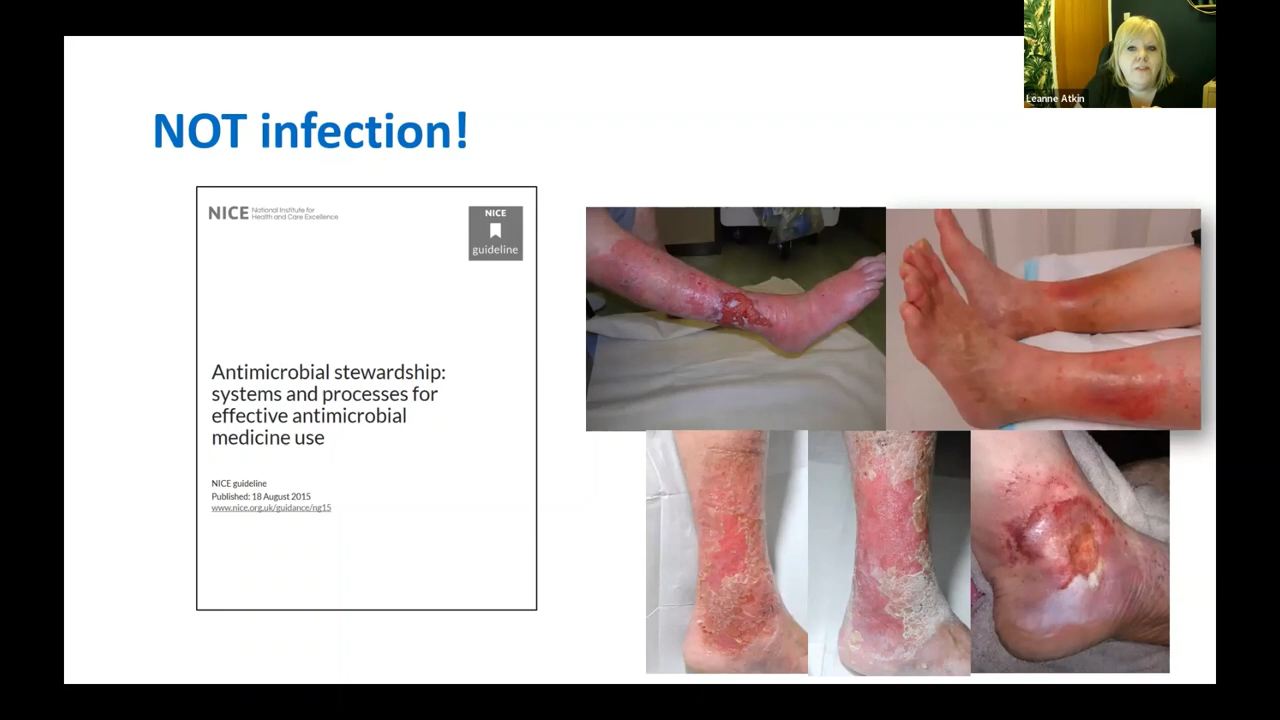 Leanne Atkin
NOT infection!
NICE National Institute for
Health and Care Excellence
NICE
guideline
Antimicrobial stewardship:
systems and processes for
effective antimicrobial
medicine use
NICE guideline
Published: 18 August 2015
www.nice.org.uk/guidance/ng15